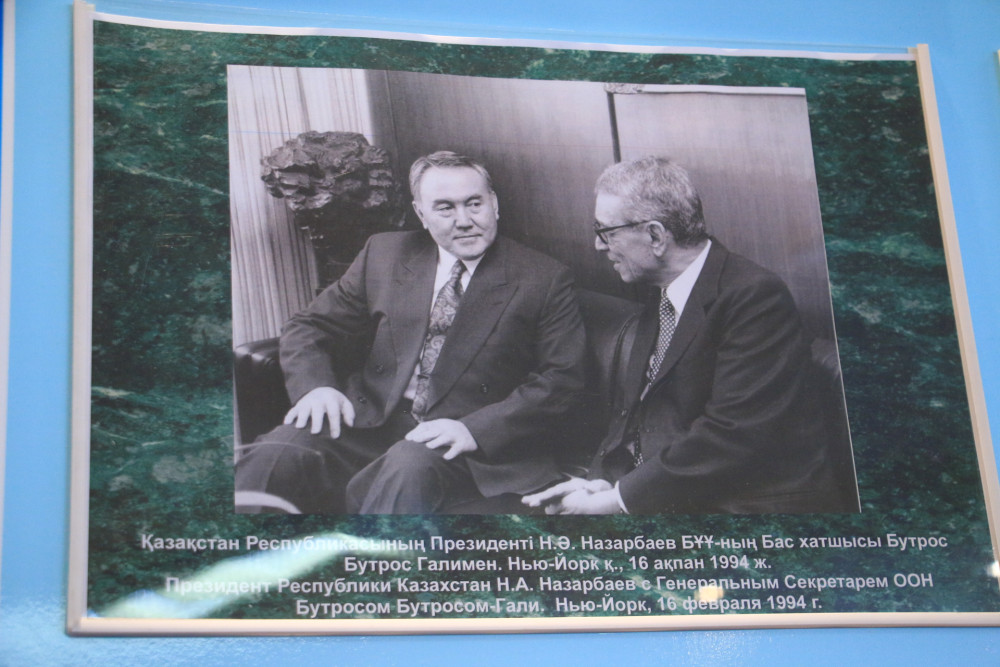 Қазақстан Республикасының Президенті Н.Ә. Назарбаев БҰҰ-ның Бас хатшысы Бутрос
Бутрос Галимен. Нью-Йорк қ., 16 ақпан 1994 ж.
Президент Республики Казахстан Н.А. Назарбаев с Генеральным Секретарем ООН
Бутросом Бутросом-Гали. Нью-Йорк, 16 февраля 1994 г.